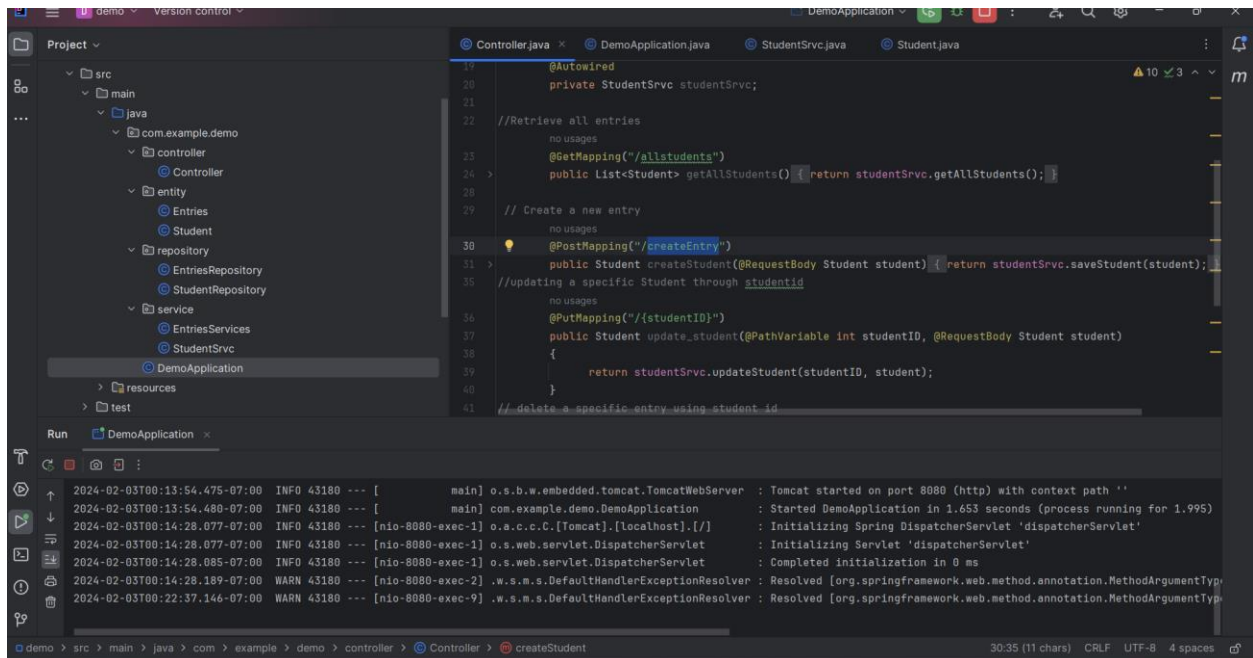 demo Version control DemoApplication
Project
Controller.java DemoApplication.java StudentSrvc.java Student.java
src
main
java
com.example.demo
controller
Controller
entity
Entries
Student
repository
EntriesRepository
StudentRepository
service
EntriesServices
StudentSrvc
DemoApplication
resources
test
10 3
m
19 @Autowired
20 private StudentSrvc studentSrvc;
21
22 //Retrieve all entries
no usages
23 @GetMapping("/allstudents")
24 public List<Student> getAllStudents() { return studentSrvc.getAllStudents(); }
28
29 // Create a new entry
no usages
30 @PostMapping("/createEntry")
31 public Student createStudent(@RequestBody Student student) { return studentSrvc.saveStudent(student); }
35 //updating a specific Student through studentid
no usages
36 @PutMapping("/{studentID}")
37 public Student update_student(@PathVariable int studentID, @RequestBody Student student)
38 {
39 return studentSrvc.updateStudent(studentID, student);
40 }
41 // delete a specific entry using student id
Run DemoApplication
2024-02-03T00:13:54.475-07:00 INFO 43180 --- [ main] o.s.b.w.embedded.tomcat.TomcatWebServer : Tomcat started on port 8080 (http) with context path ''
2024-02-03T00:13:54.480-07:00 INFO 43180 --- [ main] com.example.demo.DemoApplication : Started DemoApplication in 1.653 seconds (process running for 1.995)
2024-02-03T00:14:28.077-07:00 INFO 43180 --- [nio-8080-exec-1] o.a.c.c.C.[Tomcat].[localhost].[/] : Initializing Spring DispatcherServlet 'dispatcherServlet'
2024-02-03T00:14:28.077-07:00 INFO 43180 --- [nio-8080-exec-1] o.s.web.servlet.DispatcherServlet : Initializing Servlet 'dispatcherServlet'
2024-02-03T00:14:28.085-07:00 INFO 43180 --- [nio-8080-exec-1] o.s.web.servlet.DispatcherServlet : Completed initialization in 0 ms
2024-02-03T00:14:28.189-07:00 WARN 43180 --- [nio-8080-exec-2] .w.s.m.s.DefaultHandlerExceptionResolver : Resolved [org.springframework.web.method.annotation.MethodArgumentTyp
2024-02-03T00:22:37.146-07:00 WARN 43180 --- [nio-8080-exec-9] .w.s.m.s.DefaultHandlerExceptionResolver : Resolved [org.springframework.web.method.annotation.MethodArgumentTyp
demo > src > main > java > com > example > demo > controller > Controller > createStudent 30:35 (11 chars) CRLF UTF-8 4 spaces